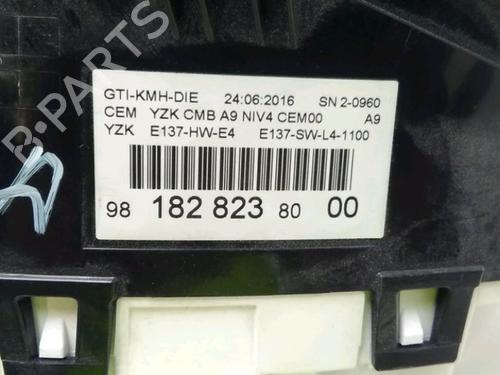 GTI-KMH-DIE 24:06:2016 SN 2-0960
CEM YZK CMB A9 NIV4 CEM00 A9
YZK E137-HW-E4 E137-SW-L4-1100
98 182 823 80 00
B-PARTS